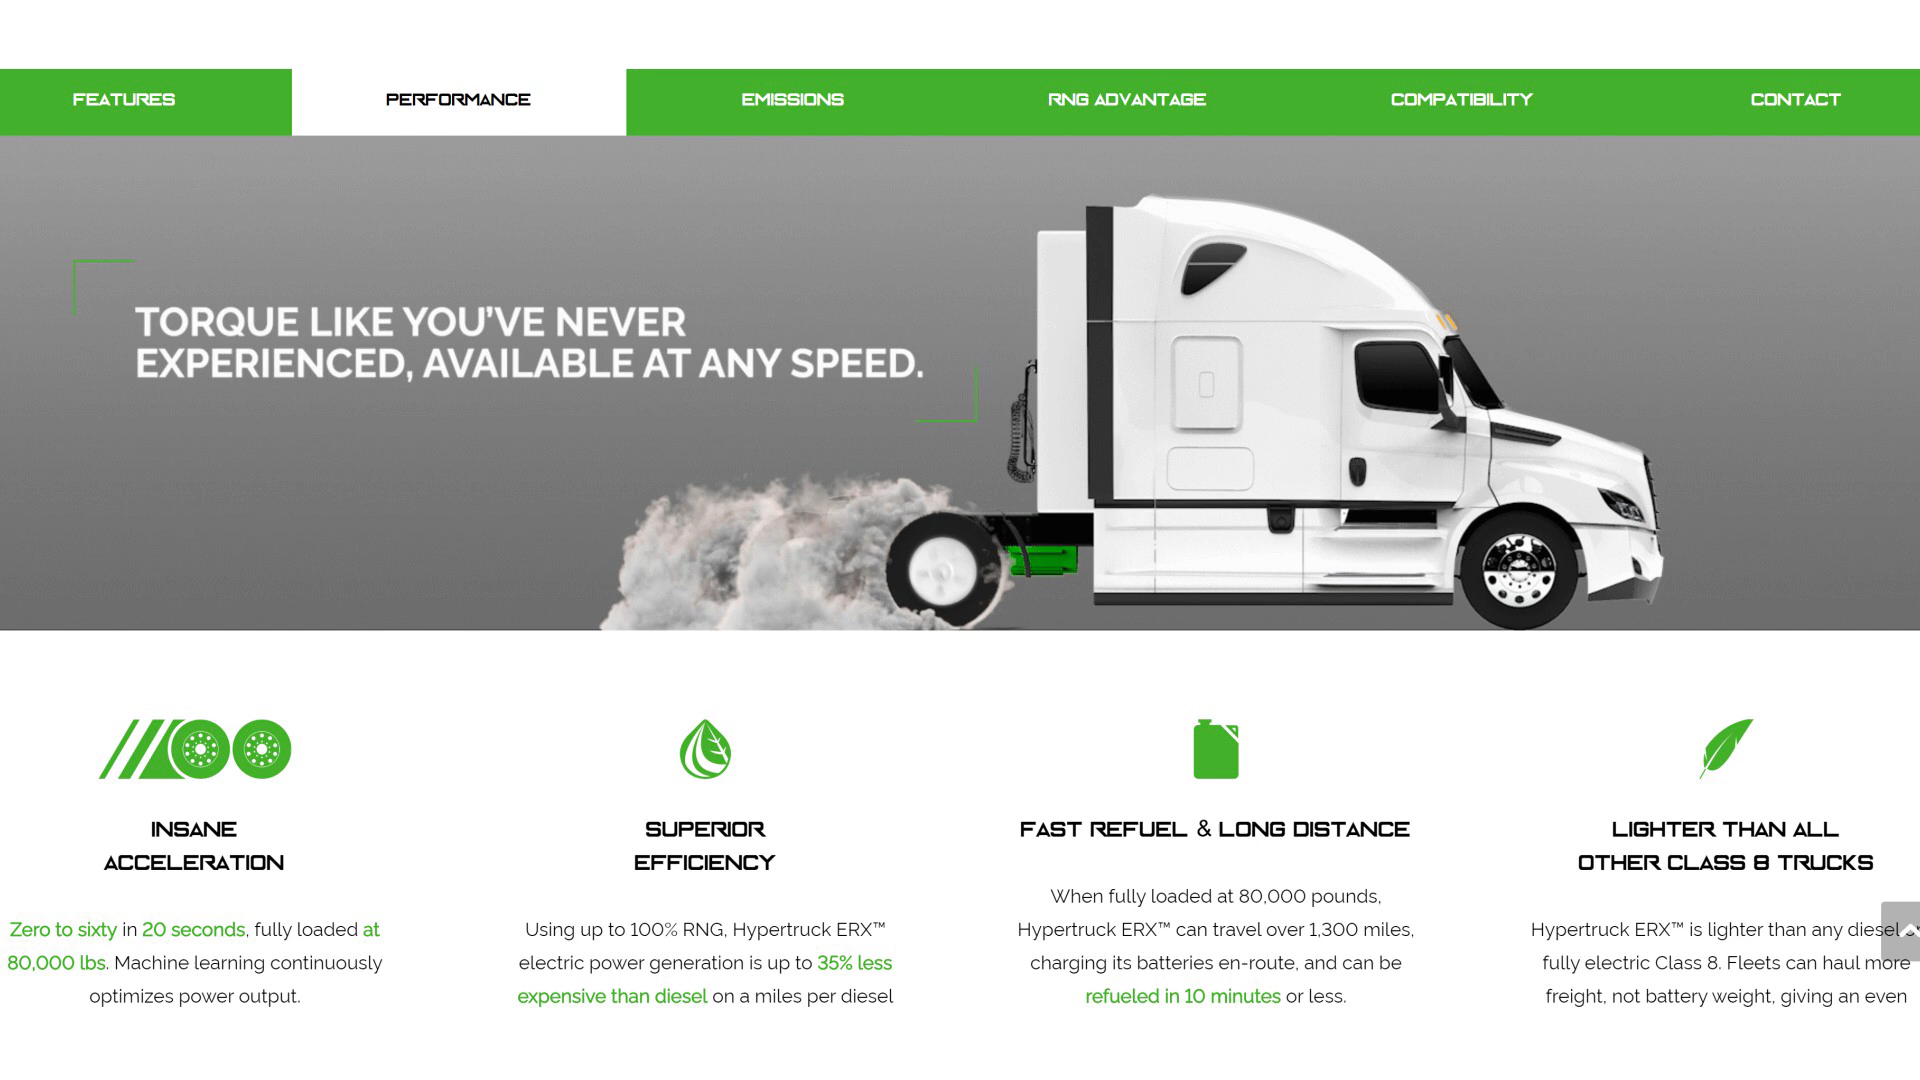 FEATURES
PERFORMANCE
EMISSIONS
RNG ADVANTAGE
COMPATIBILITY
CONTACT
TORQUE LIKE YOU'VE NEVER
EXPERIENCED, AVAILABLE AT ANY SPEED.
INSANE
ACCELERATION
Zero to sixty in 20 seconds, fully loaded at
80,000 lbs. Machine learning continuously
optimizes power output.
SUPERIOR
EFFICIENCY
Using up to 100% RNG, Hypertruck ERX™
electric power generation is up to 35% less
expensive than diesel on a miles per diesel
FAST REFUEL & LONG DISTANCE
When fully loaded at 80,000 pounds,
Hypertruck ERX™ can travel over 1,300 miles,
charging its batteries en-route, and can be
refueled in 10 minutes or less.
LIGHTER THAN ALL
OTHER CLASS 8 TRUCKS
Hypertruck ERX™ is lighter than any diesel
fully electric Class 8. Fleets can haul more
freight, not battery weight, giving an even